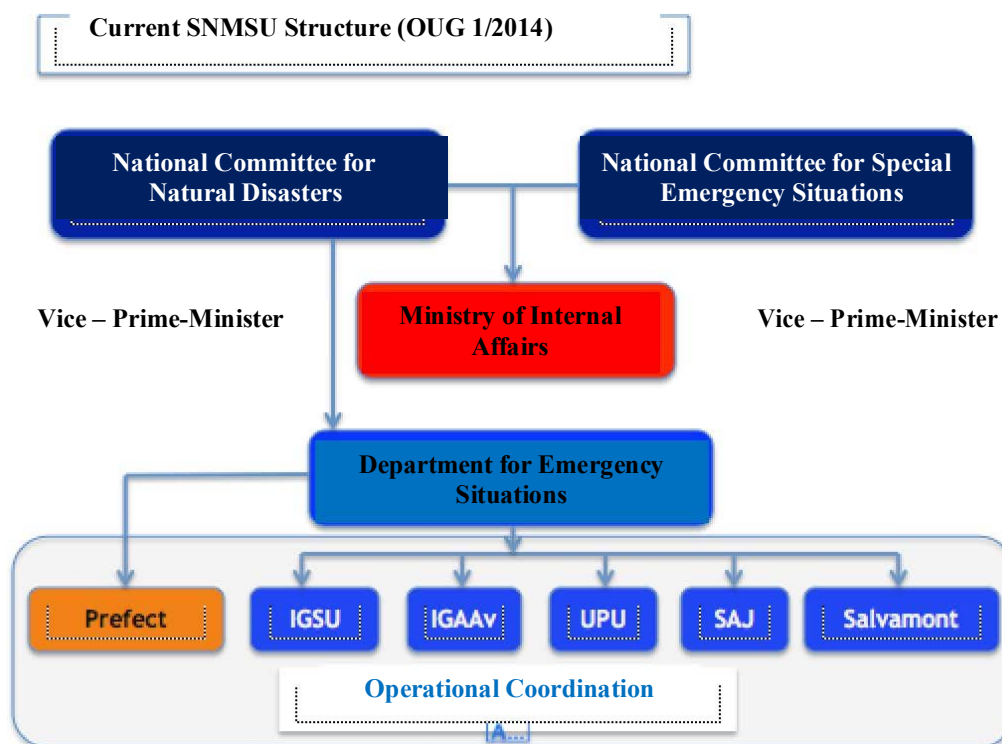 Current SNMSU Structure (OUG 1/2014)
National Committee for
Natural Disasters
National Committee for Special
Emergency Situations
Vice – Prime-Minister
Ministry of Internal
Affairs
Vice – Prime-Minister
Department for Emergency
Situations
Prefect
IGSU
IGAAv
UPU
SAJ
Salvamont
Operational Coordination
A...